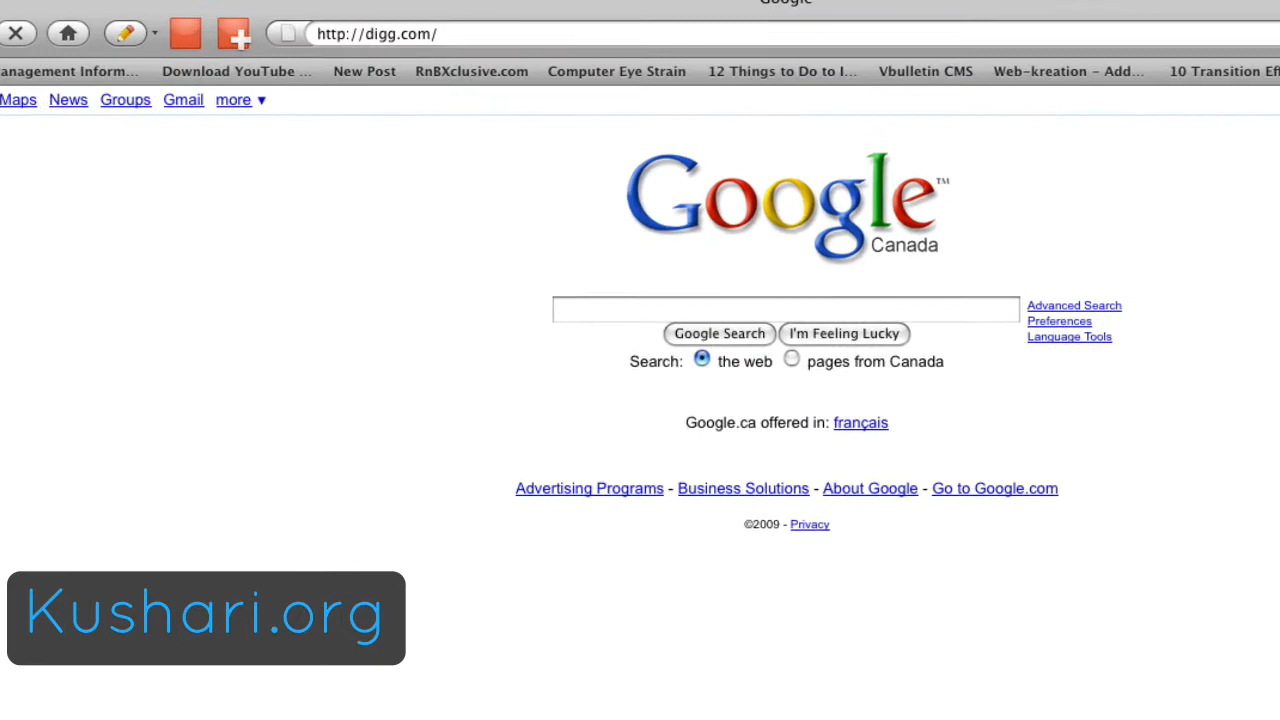 Google
http://digg.com/
anagement Inform... Download YouTube ... New Post RnBXclusive.com Computer Eye Strain 12 Things to Do to I... Vbulletin CMS Web-kreation - Add... 10 Transition Eff
Maps News Groups Gmail more ▼
Google™
Canada
Advanced Search
Preferences
Language Tools
Google Search I'm Feeling Lucky
Search: the web pages from Canada
Google.ca offered in: français
Advertising Programs - Business Solutions - About Google - Go to Google.com
©2009 - Privacy
Kushari.org